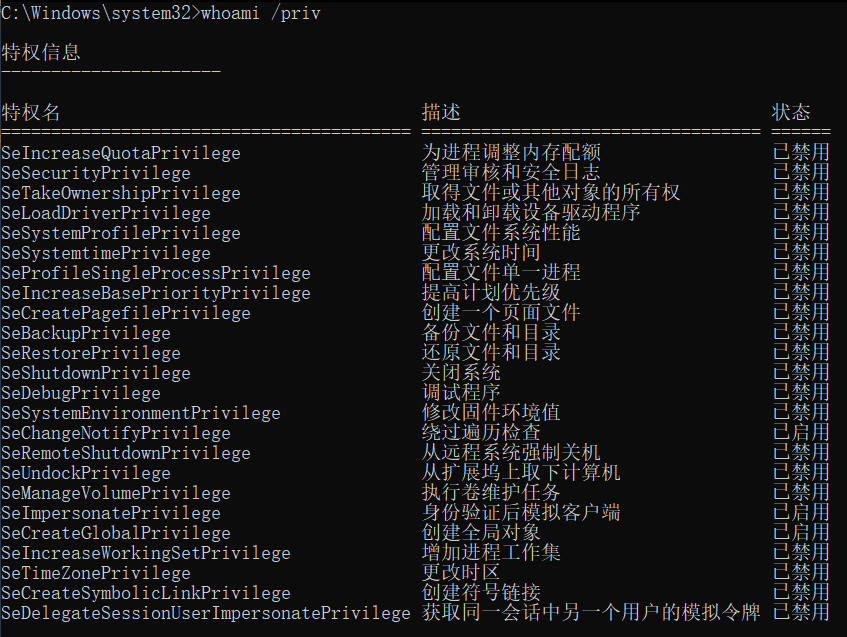 C:\Windows\system32>whoami /priv
特权信息
----------------------
特权名 描述 状态
========================================= ================================== ======
SeIncreaseQuotaPrivilege 为进程调整内存配额 已禁用
SeSecurityPrivilege 管理审核和安全日志 已禁用
SeTakeOwnershipPrivilege 取得文件或其他对象的所有权 已禁用
SeLoadDriverPrivilege 加载和卸载设备驱动程序 已禁用
SeSystemProfilePrivilege 配置文件系统性能 已禁用
SeSystemtimePrivilege 更改系统时间 已禁用
SeProfileSingleProcessPrivilege 配置文件单一进程 已禁用
SeIncreaseBasePriorityPrivilege 提高计划优先级 已禁用
SeCreatePagefilePrivilege 创建一个页面文件 已禁用
SeBackupPrivilege 备份文件和目录 已禁用
SeRestorePrivilege 还原文件和目录 已禁用
SeShutdownPrivilege 关闭系统 已禁用
SeDebugPrivilege 调试程序 已禁用
SeSystemEnvironmentPrivilege 修改固件环境值 已禁用
SeChangeNotifyPrivilege 绕过遍历检查 已启用
SeRemoteShutdownPrivilege 从远程系统强制关机 已禁用
SeUndockPrivilege 从扩展坞上取下计算机 已禁用
SeManageVolumePrivilege 执行卷维护任务 已禁用
SeImpersonatePrivilege 身份验证后模拟客户端 已启用
SeCreateGlobalPrivilege 创建全局对象 已启用
SeIncreaseWorkingSetPrivilege 增加进程工作集 已禁用
SeTimeZonePrivilege 更改时区 已禁用
SeCreateSymbolicLinkPrivilege 创建符号链接 已禁用
SeDelegateSessionUserImpersonatePrivilege 获取同一会话中另一个用户的模拟令牌 已禁用